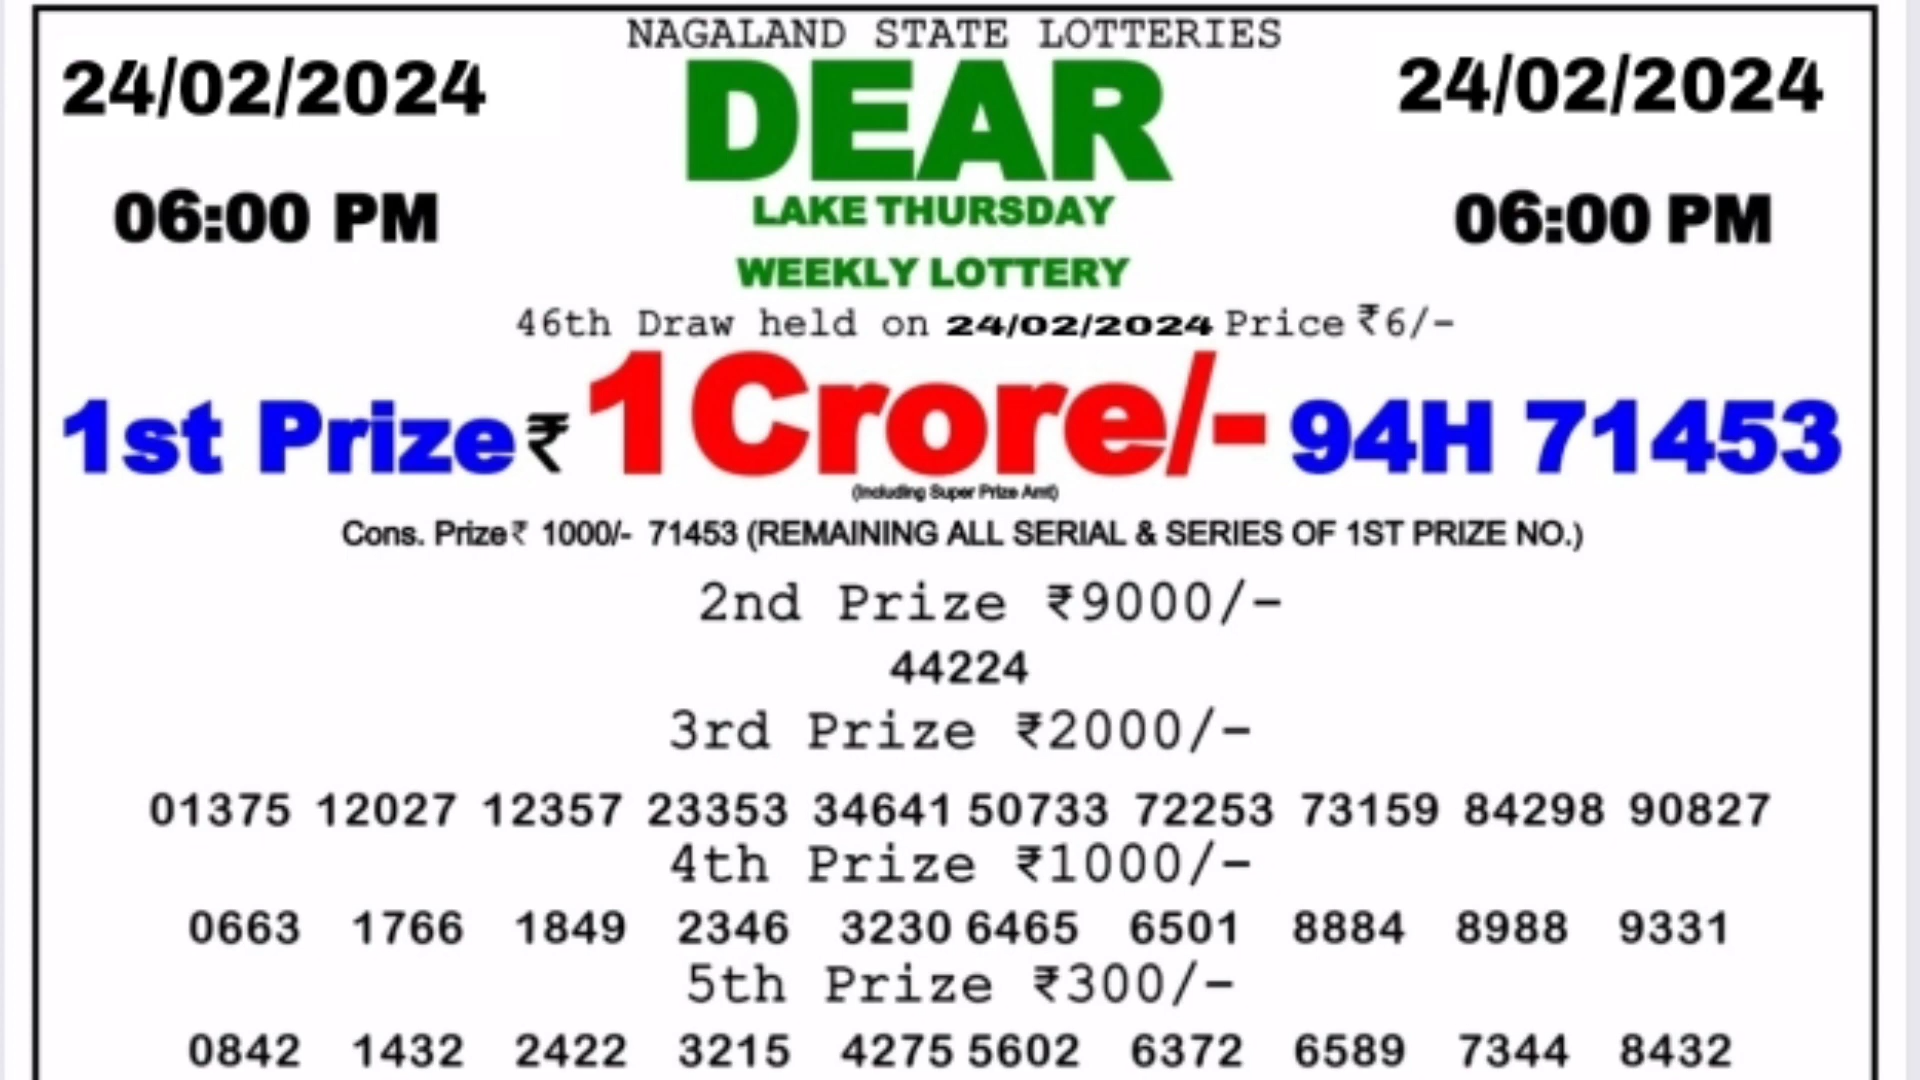 NAGALAND STATE LOTTERIES
24/02/2024 DEAR 24/02/2024
06:00 PM LAKE THURSDAY 06:00 PM
WEEKLY LOTTERY
46th Draw held on 24/02/2024 Price ₹6/-
1st Prize ₹ 1Crore/- 94H 71453
(Including Super Prize Amt)
Cons. Prize ₹ 1000/- 71453 (REMAINING ALL SERIAL & SERIES OF 1ST PRIZE NO.)
2nd Prize ₹9000/-
44224
3rd Prize ₹2000/-
01375 12027 12357 23353 34641 50733 72253 73159 84298 90827
4th Prize ₹1000/-
0663 1766 1849 2346 3230 6465 6501 8884 8988 9331
5th Prize ₹300/-
0842 1432 2422 3215 4275 5602 6372 6589 7344 8432